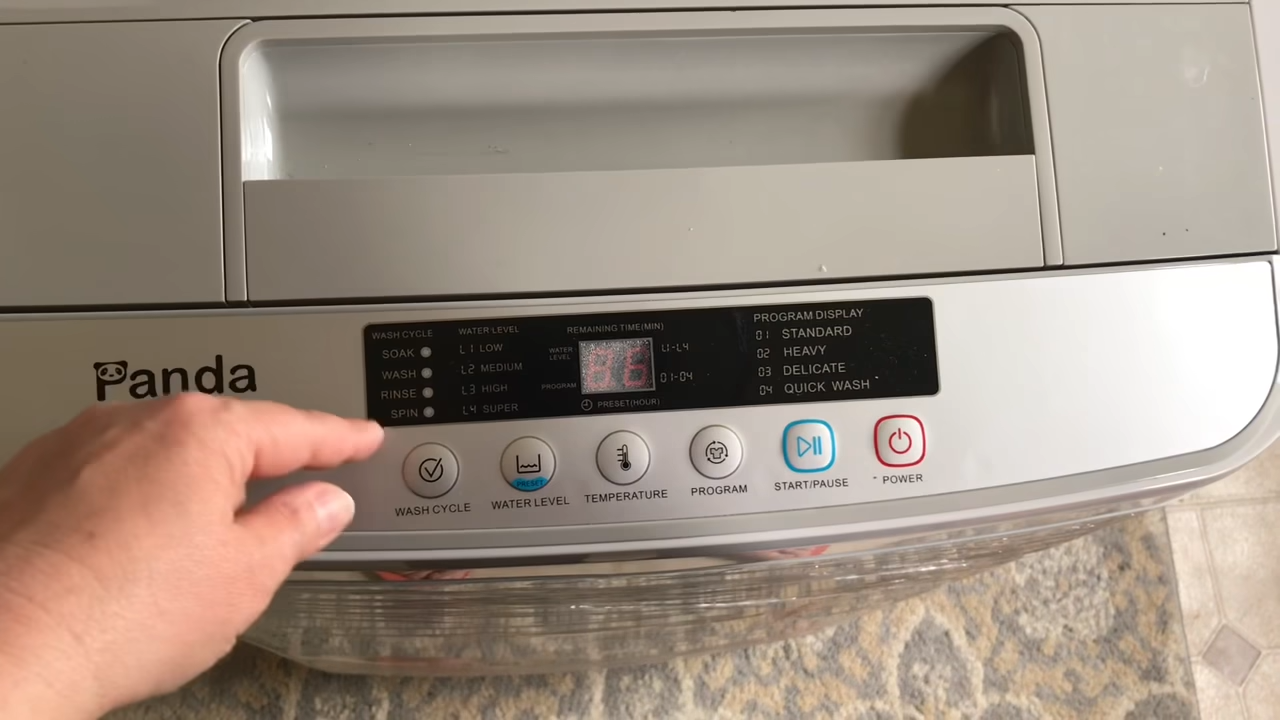 Panda
WASH CYCLE
SOAK
WASH
RINSE
SPIN
WATER LEVEL
L1 LOW
L2 MEDIUM
L3 HIGH
L4 SUPER
REMAINING TIME(MIN)
WATER LEVEL
L1-L4
PROGRAM
01-04
PRESET(HOUR)
PROGRAM DISPLAY
01 STANDARD
02 HEAVY
03 DELICATE
04 QUICK WASH
WASH CYCLE
PRESET
WATER LEVEL
TEMPERATURE
PROGRAM
START/PAUSE
POWER